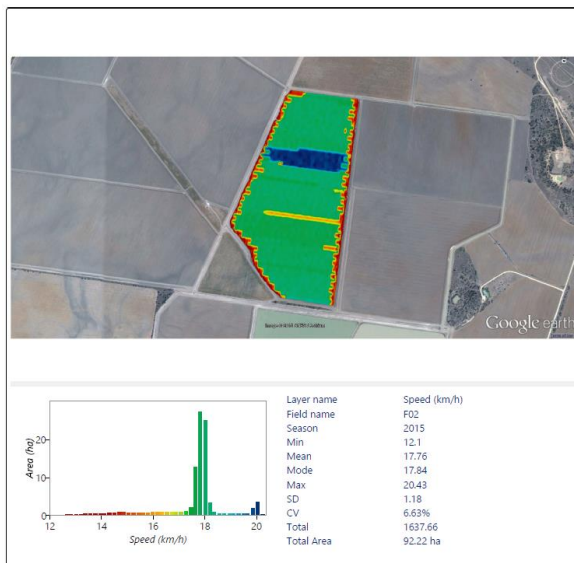 Google earth
20
10
0
Area (ha)
12
14
16
18
20
Speed (km/h)
Layer name Speed (km/h)
Field name F02
Season 2015
Min 12.1
Mean 17.76
Mode 17.84
Max 20.43
SD 1.18
CV 6.63%
Total 1637.66
Total Area 92.22 ha